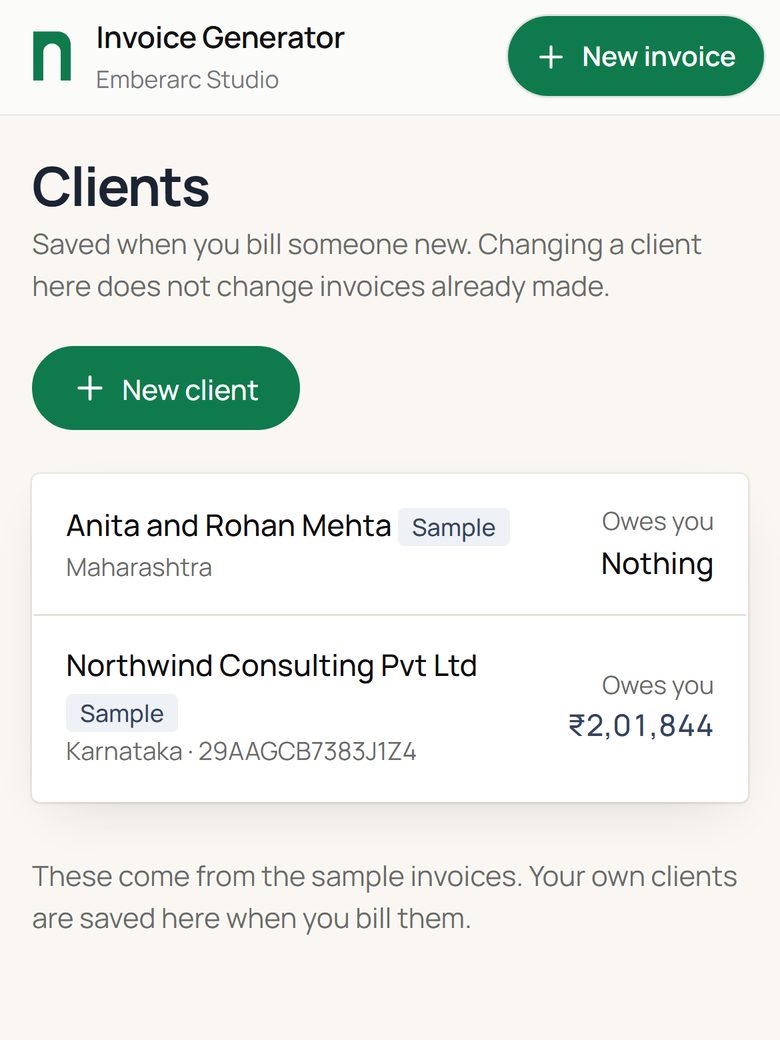 Invoice Generator
Emberarc Studio
+ New invoice
Clients
Saved when you bill someone new. Changing a client
here does not change invoices already made.
+ New client
Anita and Rohan Mehta Sample
Maharashtra
Owes you
Nothing
Northwind Consulting Pvt Ltd
Sample
Karnataka · 29AAGCB7383J1Z4
Owes you
₹2,01,844
These come from the sample invoices. Your own clients
are saved here when you bill them.